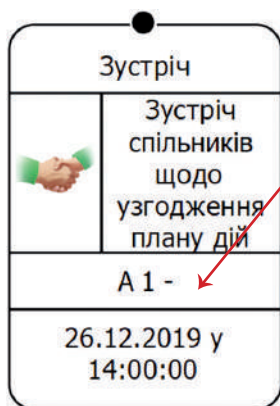 Зустріч
Зустріч
спільників
щодо
узгодження
плану дій
А 1 -
26.12.2019 у
14:00:00